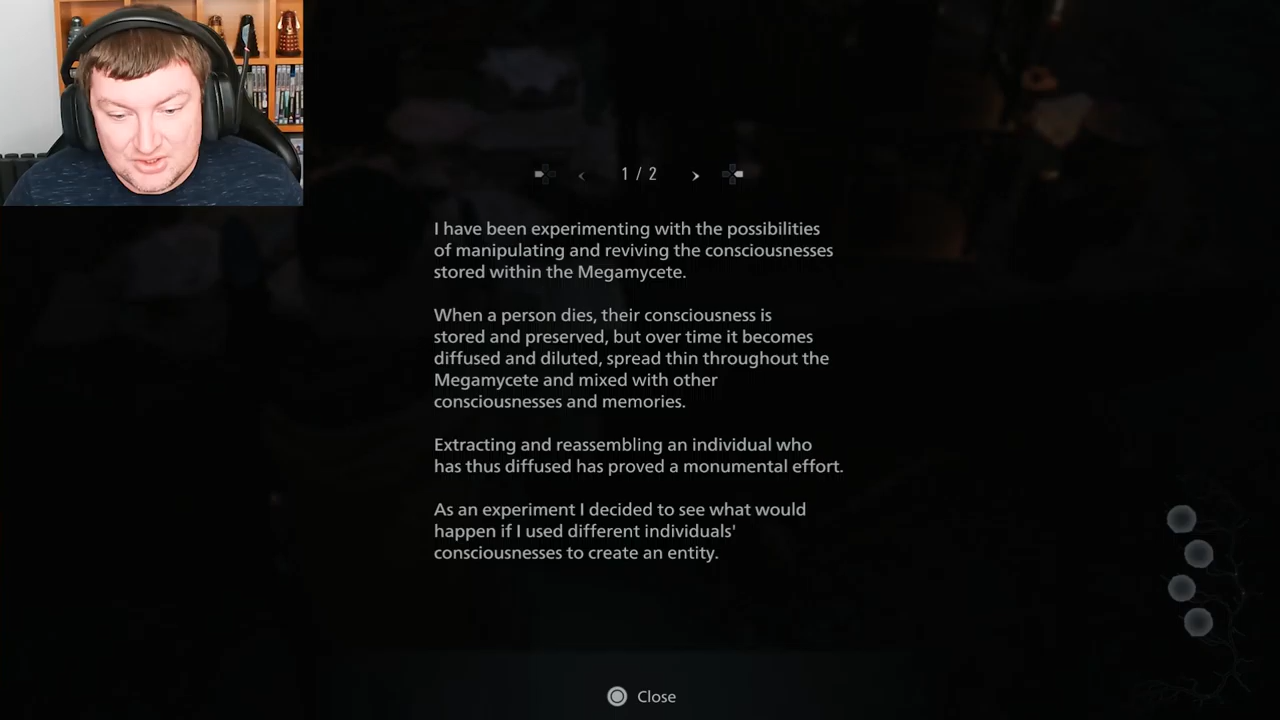 1 / 2
I have been experimenting with the possibilities
of manipulating and reviving the consciousnesses
stored within the Megamycete.
When a person dies, their consciousness is
stored and preserved, but over time it becomes
diffused and diluted, spread thin throughout the
Megamycete and mixed with other
consciousnesses and memories.
Extracting and reassembling an individual who
has thus diffused has proved a monumental effort.
As an experiment I decided to see what would
happen if I used different individuals'
consciousnesses to create an entity.
Close